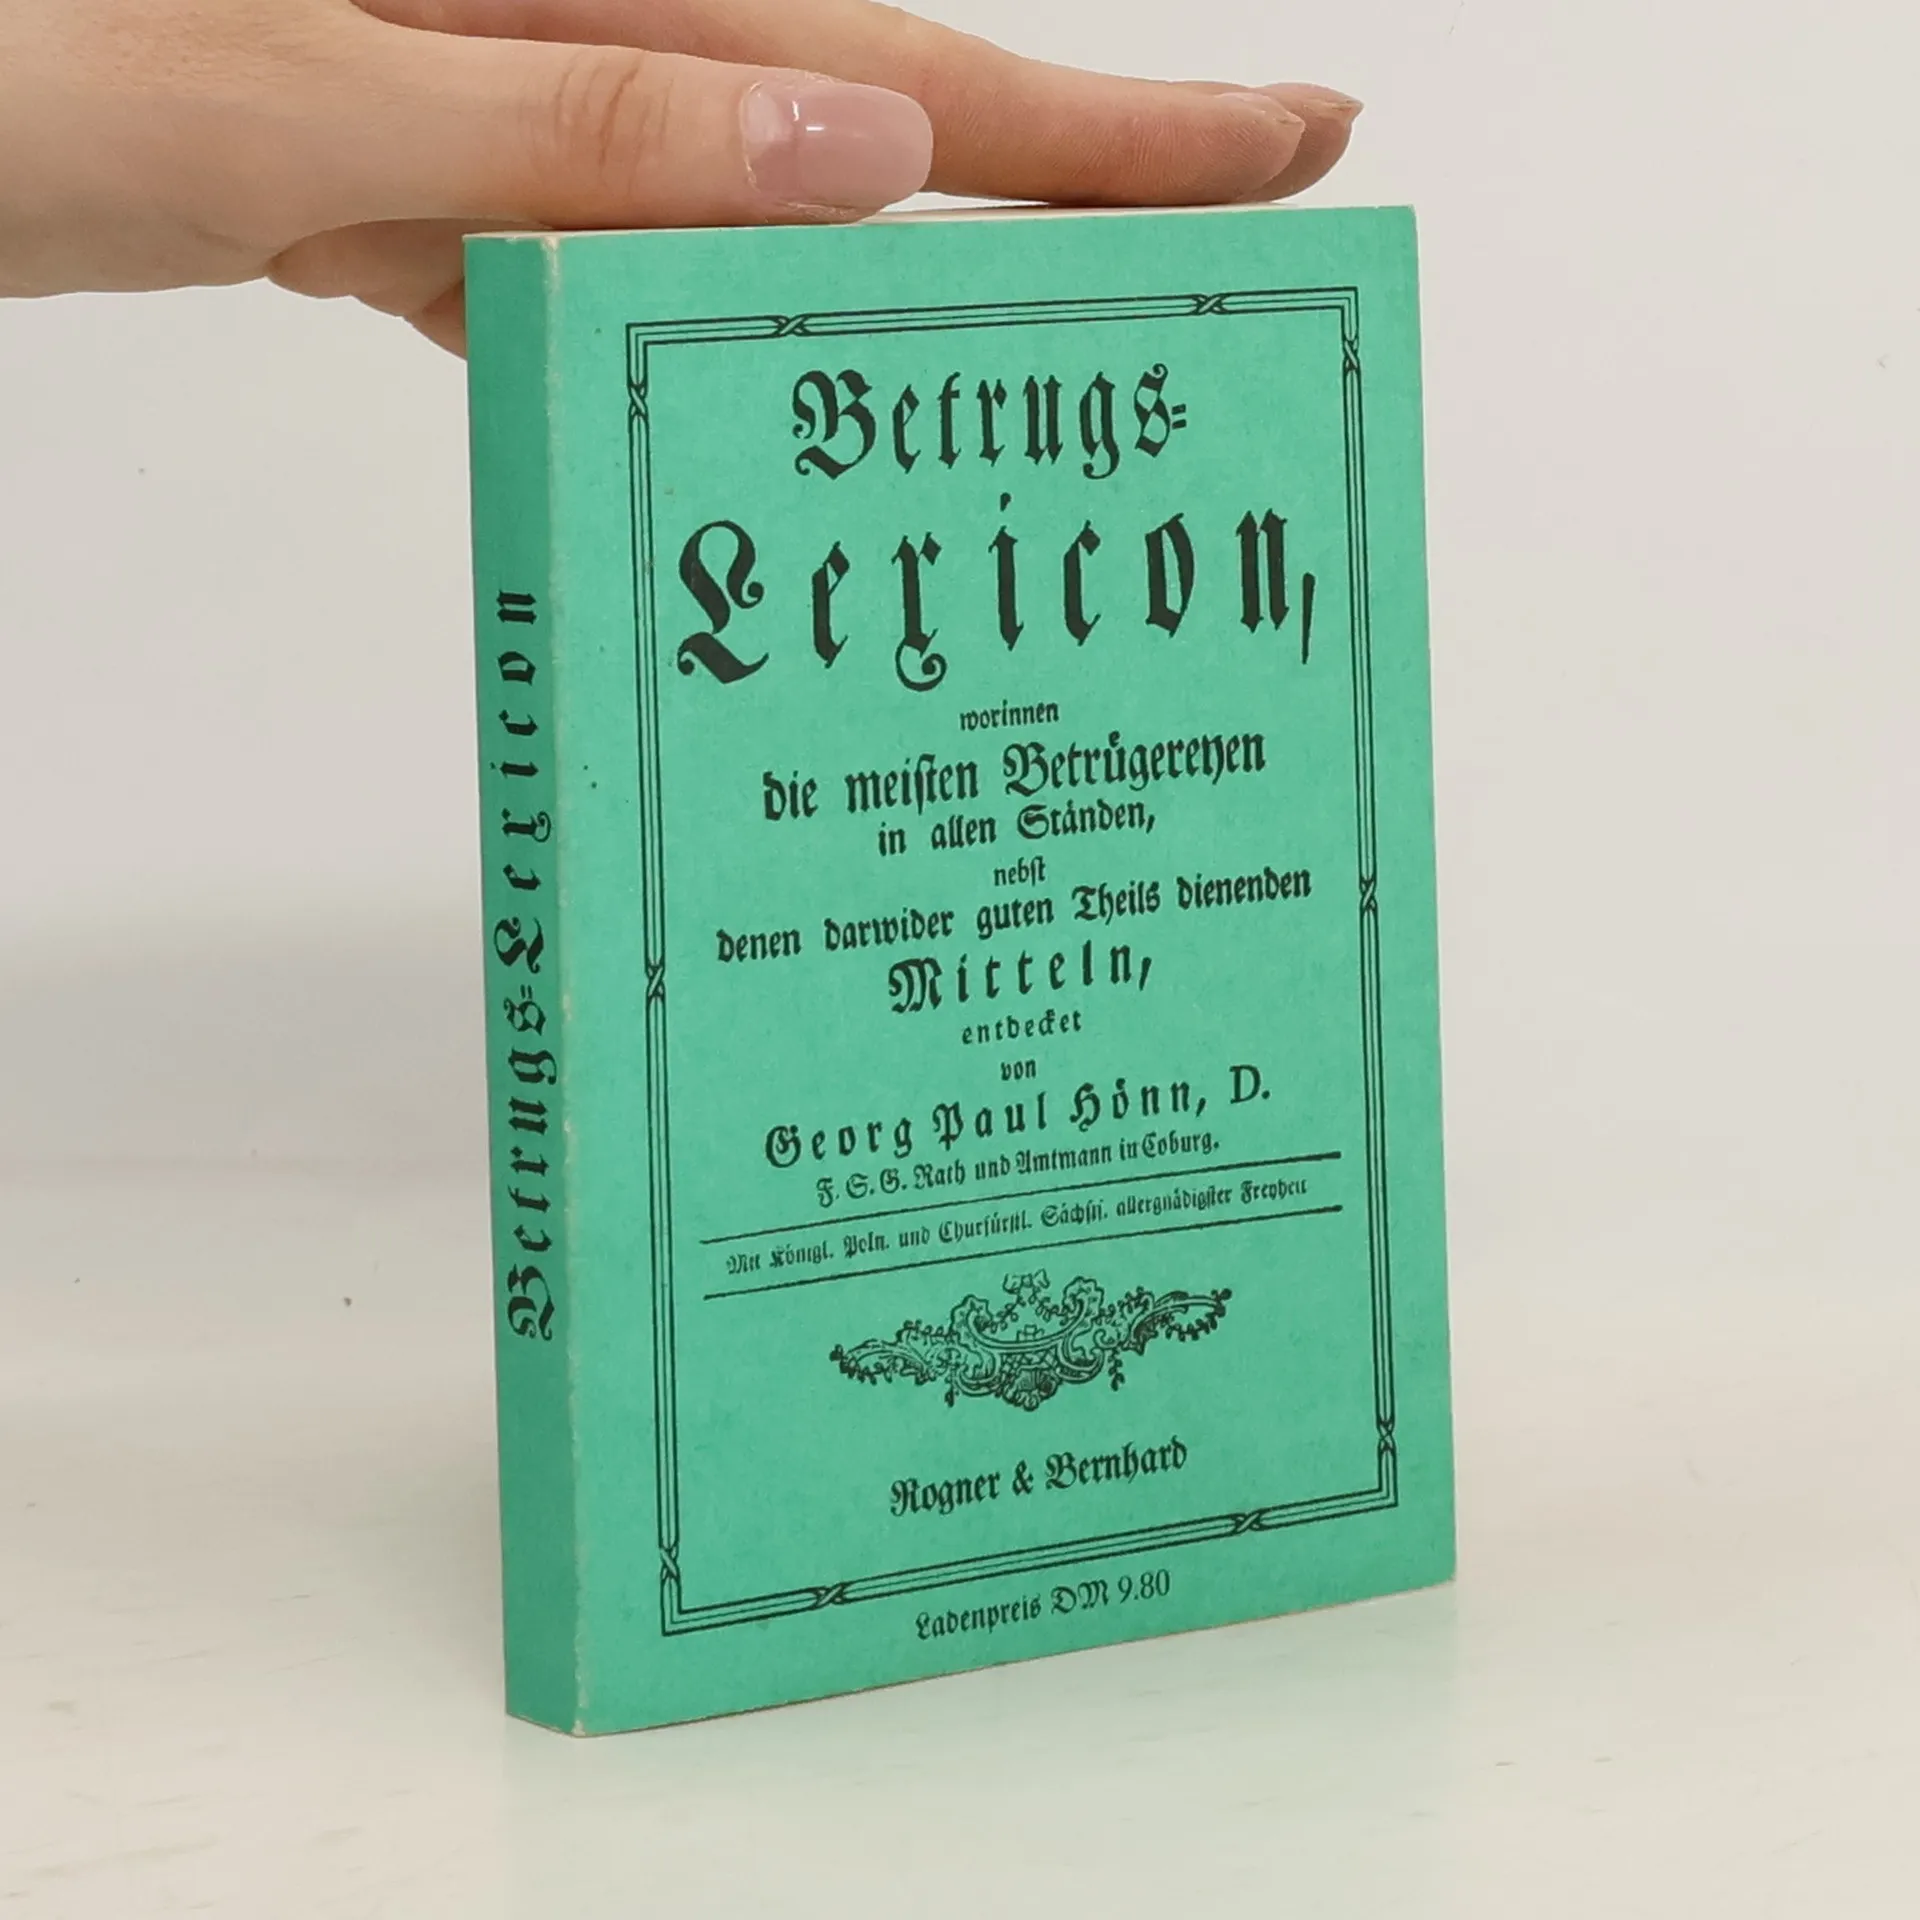 Betrugs=Lexicon
Betrugs=
Lexicon,
worinnen
die meisten Betrügereyen
in allen Ständen,
nebst
denen darwider guten Theils dienenden
Mitteln,
entdecket
von
Georg Paul Hönn, D.
F. S. G. Rath und Amtmann in Coburg.
Mit Königl. Poln. und Churfürstl. Sächsis. allergnädigster Freyheit
Rogner & Bernhard
Ladenpreis DM 9.80